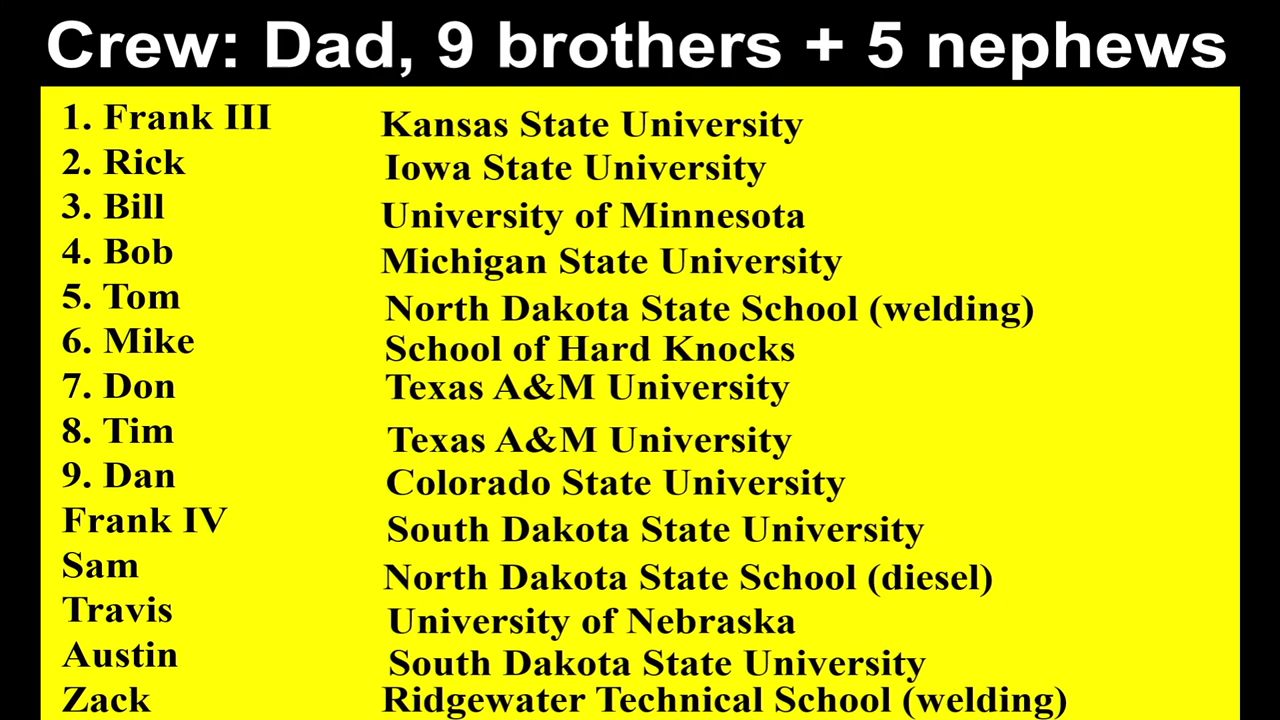 Crew: Dad, 9 brothers + 5 nephews
1. Frank III Kansas State University
2. Rick Iowa State University
3. Bill University of Minnesota
4. Bob Michigan State University
5. Tom North Dakota State School (welding)
6. Mike School of Hard Knocks
7. Don Texas A&M University
8. Tim Texas A&M University
9. Dan Colorado State University
Frank IV South Dakota State University
Sam North Dakota State School (diesel)
Travis University of Nebraska
Austin South Dakota State University
Zack Ridgewater Technical School (welding)